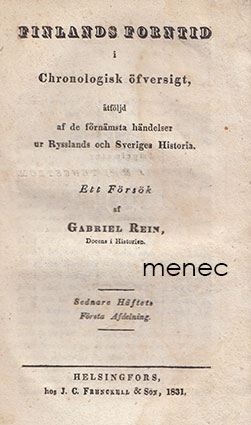 FINLANDS FORNTID
i
Chronologisk öfversigt,
åtföljd
af de förnämsta händelser
ur Rysslands och Sveriges Historia.
Ett Försök
af
GABRIEL REIN,
Docens i Historien.
menec
Sednare Häftets
Första Afdelning.
HELSINGFORS,
hos J. C. FRENCKELL & SON, 1831.